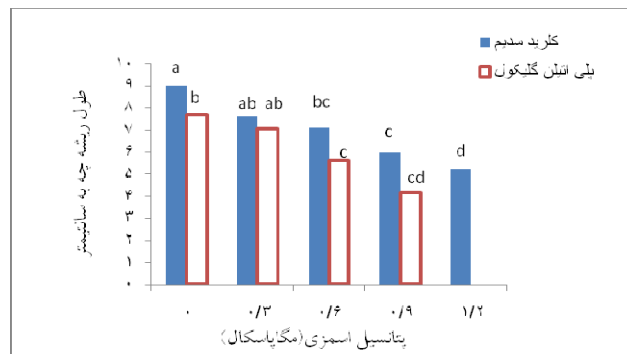 کلرید سدیم
پلی اتیلن گلیکول
طول ریشه چه به سانتیمتر
۱۰
۹
۸
۷
۶
۵
۴
۳
۲
۱
۰
a
b
ab ab
bc
c
c
cd
d
۰ ۰/۳ ۰/۶ ۰/۹ ۱/۲
پتانسیل اسمزی(مگاپاسکال)